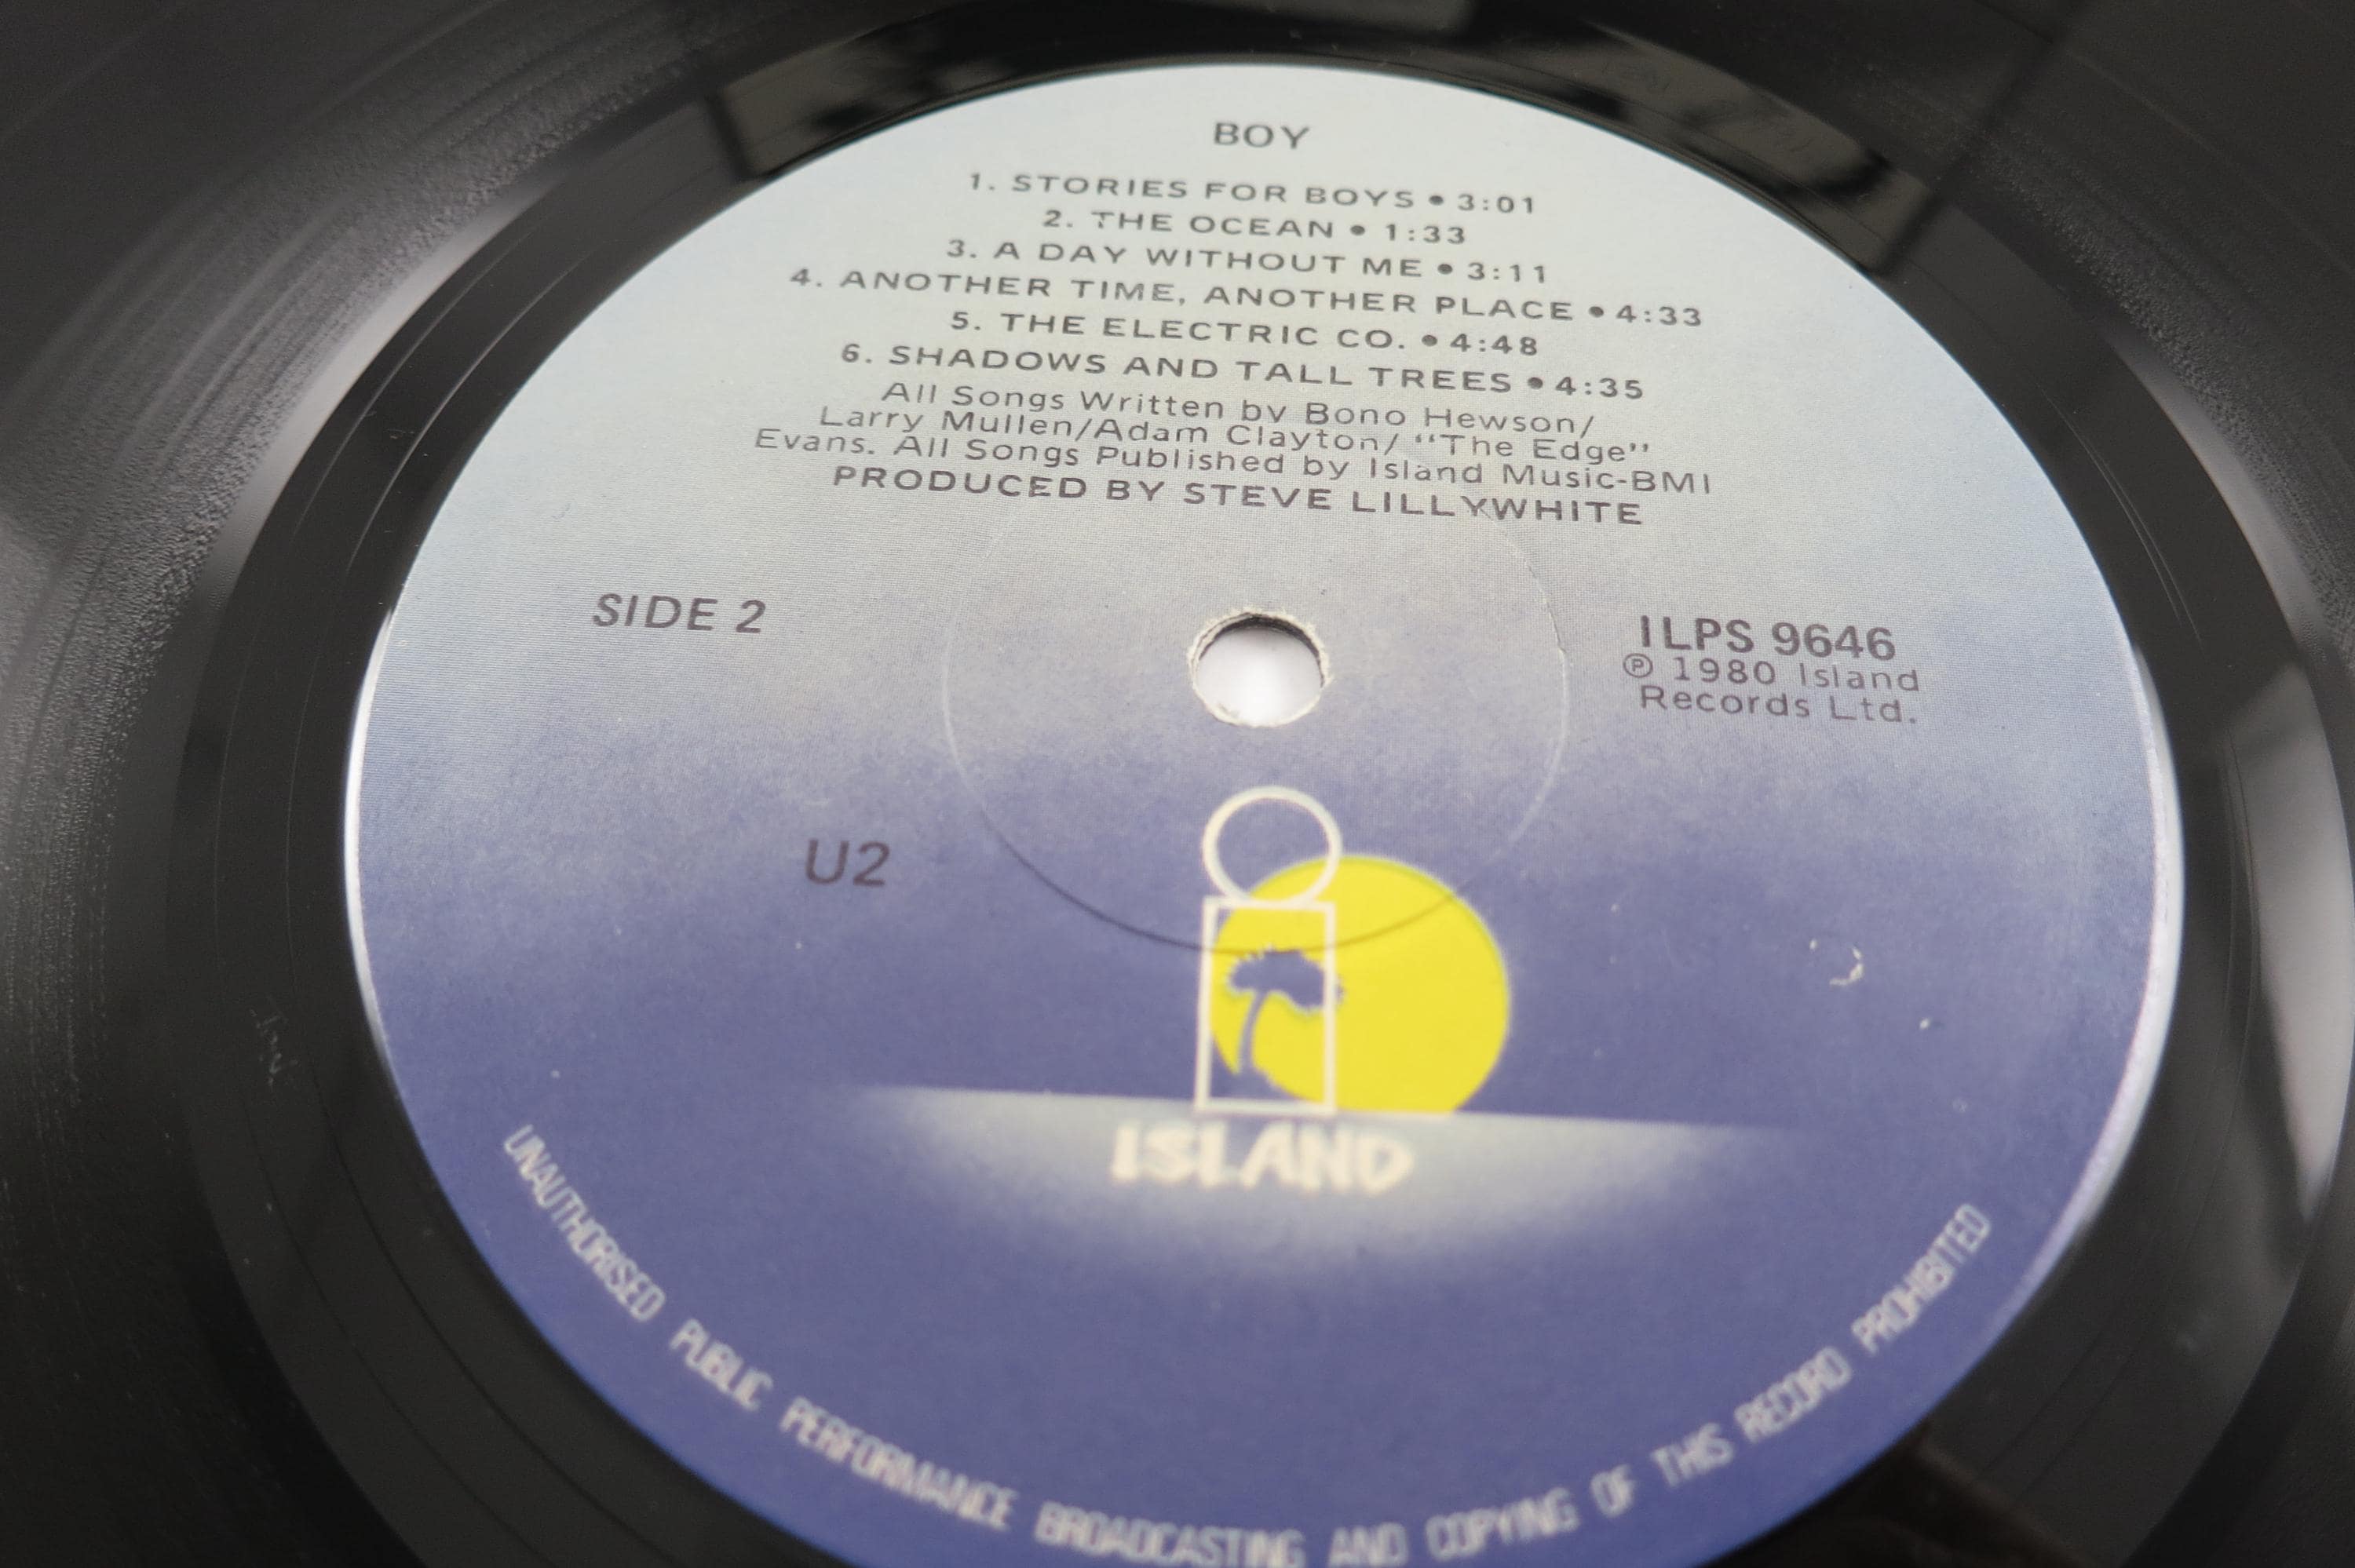 BOY
1. STORIES FOR BOYS • 3:01
2. THE OCEAN • 1:33
3. A DAY WITHOUT ME • 3:11
4. ANOTHER TIME, ANOTHER PLACE • 4:33
5. THE ELECTRIC CO. • 4:48
6. SHADOWS AND TALL TREES • 4:35
All Songs Written by Bono Hewson/
Larry Mullen/Adam Clayton/ “The Edge”
Evans. All Songs Published by Island Music-BMI
PRODUCED BY STEVE LILLYWHITE
SIDE 2
ILPS 9646
℗ 1980 Island
Records Ltd.
U2
ISLAND
UNAUTHORISED PUBLIC PERFORMANCE BROADCASTING AND COPYING OF THIS RECORD PROHIBITED